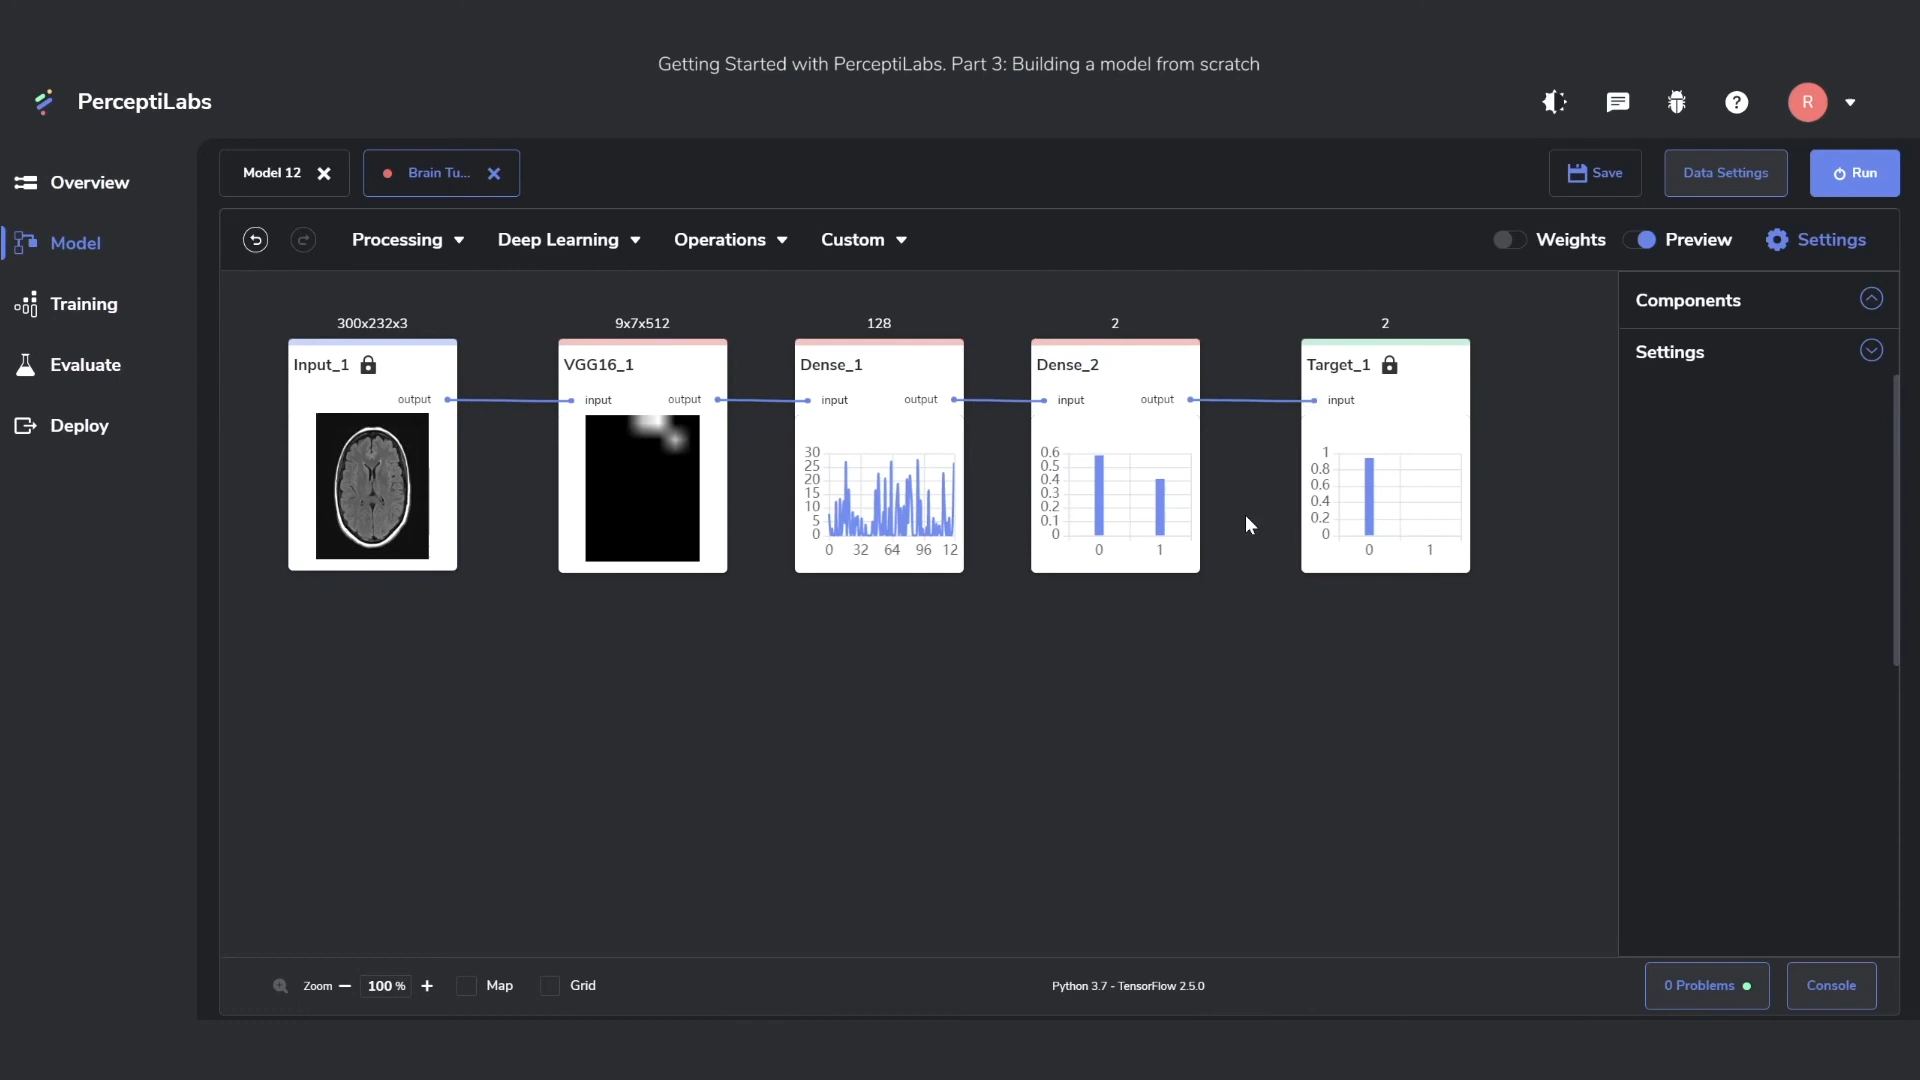 Getting Started with PerceptiLabs. Part 3: Building a model from scratch
PerceptiLabs
R
Overview
Model
Training
Evaluate
Deploy
Model 12
Brain Tu...
Save
Data Settings
Run
Processing
Deep Learning
Operations
Custom
Weights
Preview
Settings
Components
Settings
300x232x3
Input_1
output
9x7x512
VGG16_1
input output
128
Dense_1
input output
30
25
20
15
10
5
0
0 32 64 96 12
2
Dense_2
input output
0.6
0.5
0.4
0.3
0.2
0.1
0
0 1
2
Target_1
input
1
0.8
0.6
0.4
0.2
0
0 1
Zoom 100 %
Map
Grid
Python 3.7 - TensorFlow 2.5.0
0 Problems
Console